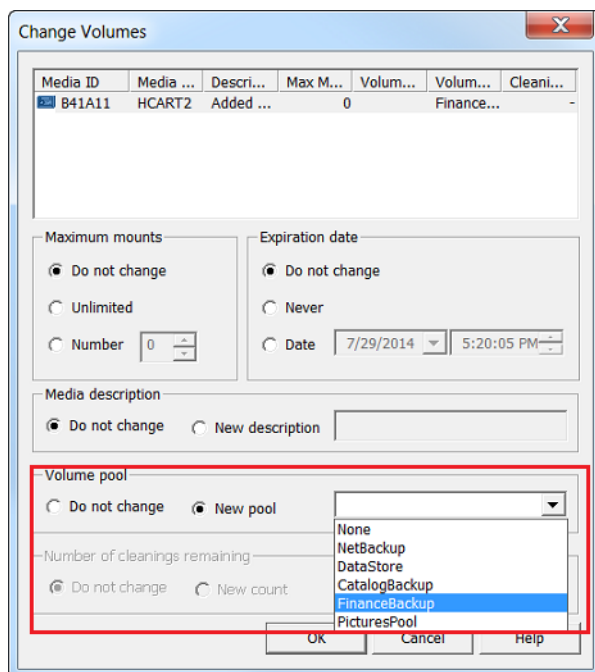 Change Volumes
Media ID Media ... Descri... Max M... Volum... Volum... Cleani...
B41A11 HCART2 Added ... 0 Finance... -
Maximum mounts Expiration date
Do not change Do not change
Unlimited Never
Number 0 Date 7/29/2014 5:20:05 PM
Media description
Do not change New description
Volume pool
Do not change New pool
None
NetBackup
Number of cleanings remaining DataStore
Do not change New count CatalogBackup
FinanceBackup
PicturesPool
OK Cancel Help